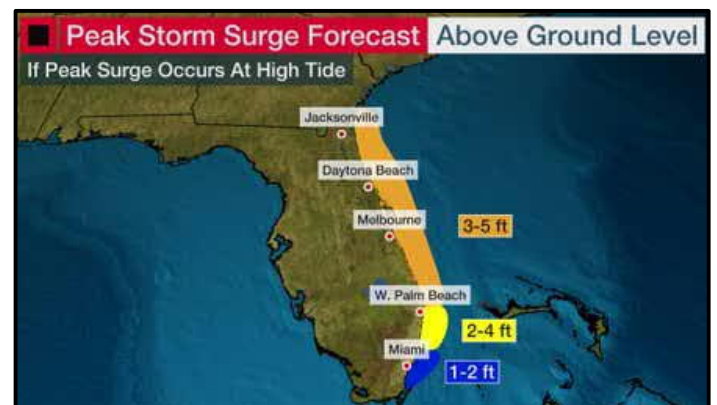 Peak Storm Surge Forecast Above Ground Level
If Peak Surge Occurs At High Tide
Jacksonville
Daytona Beach
Melbourne
3-5 ft
W. Palm Beach
2-4 ft
Miami
1-2 ft